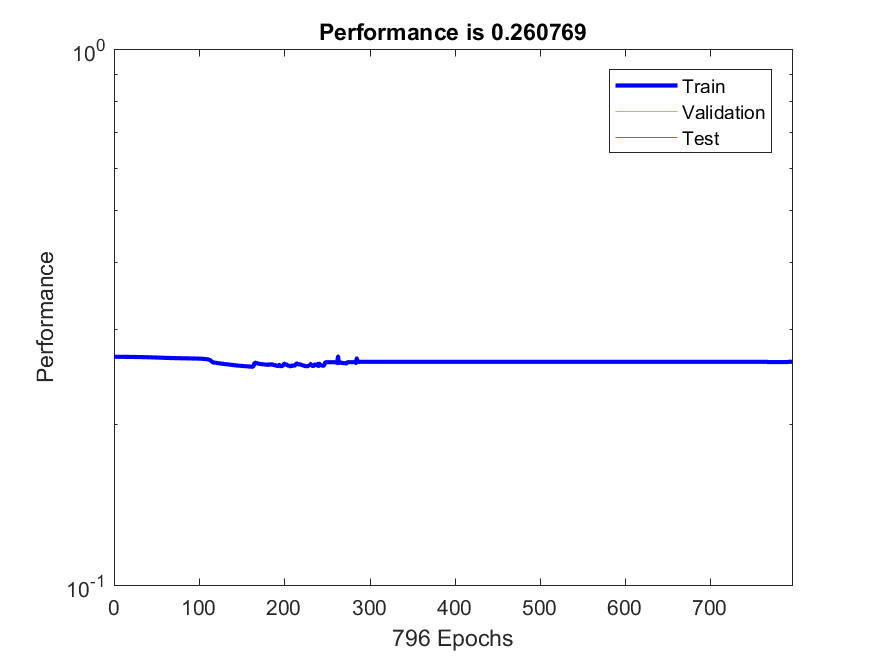 Performance is 0.260769
10^0
Train
Validation
Test
Performance
10^-1
0 100 200 300 400 500 600 700
796 Epochs